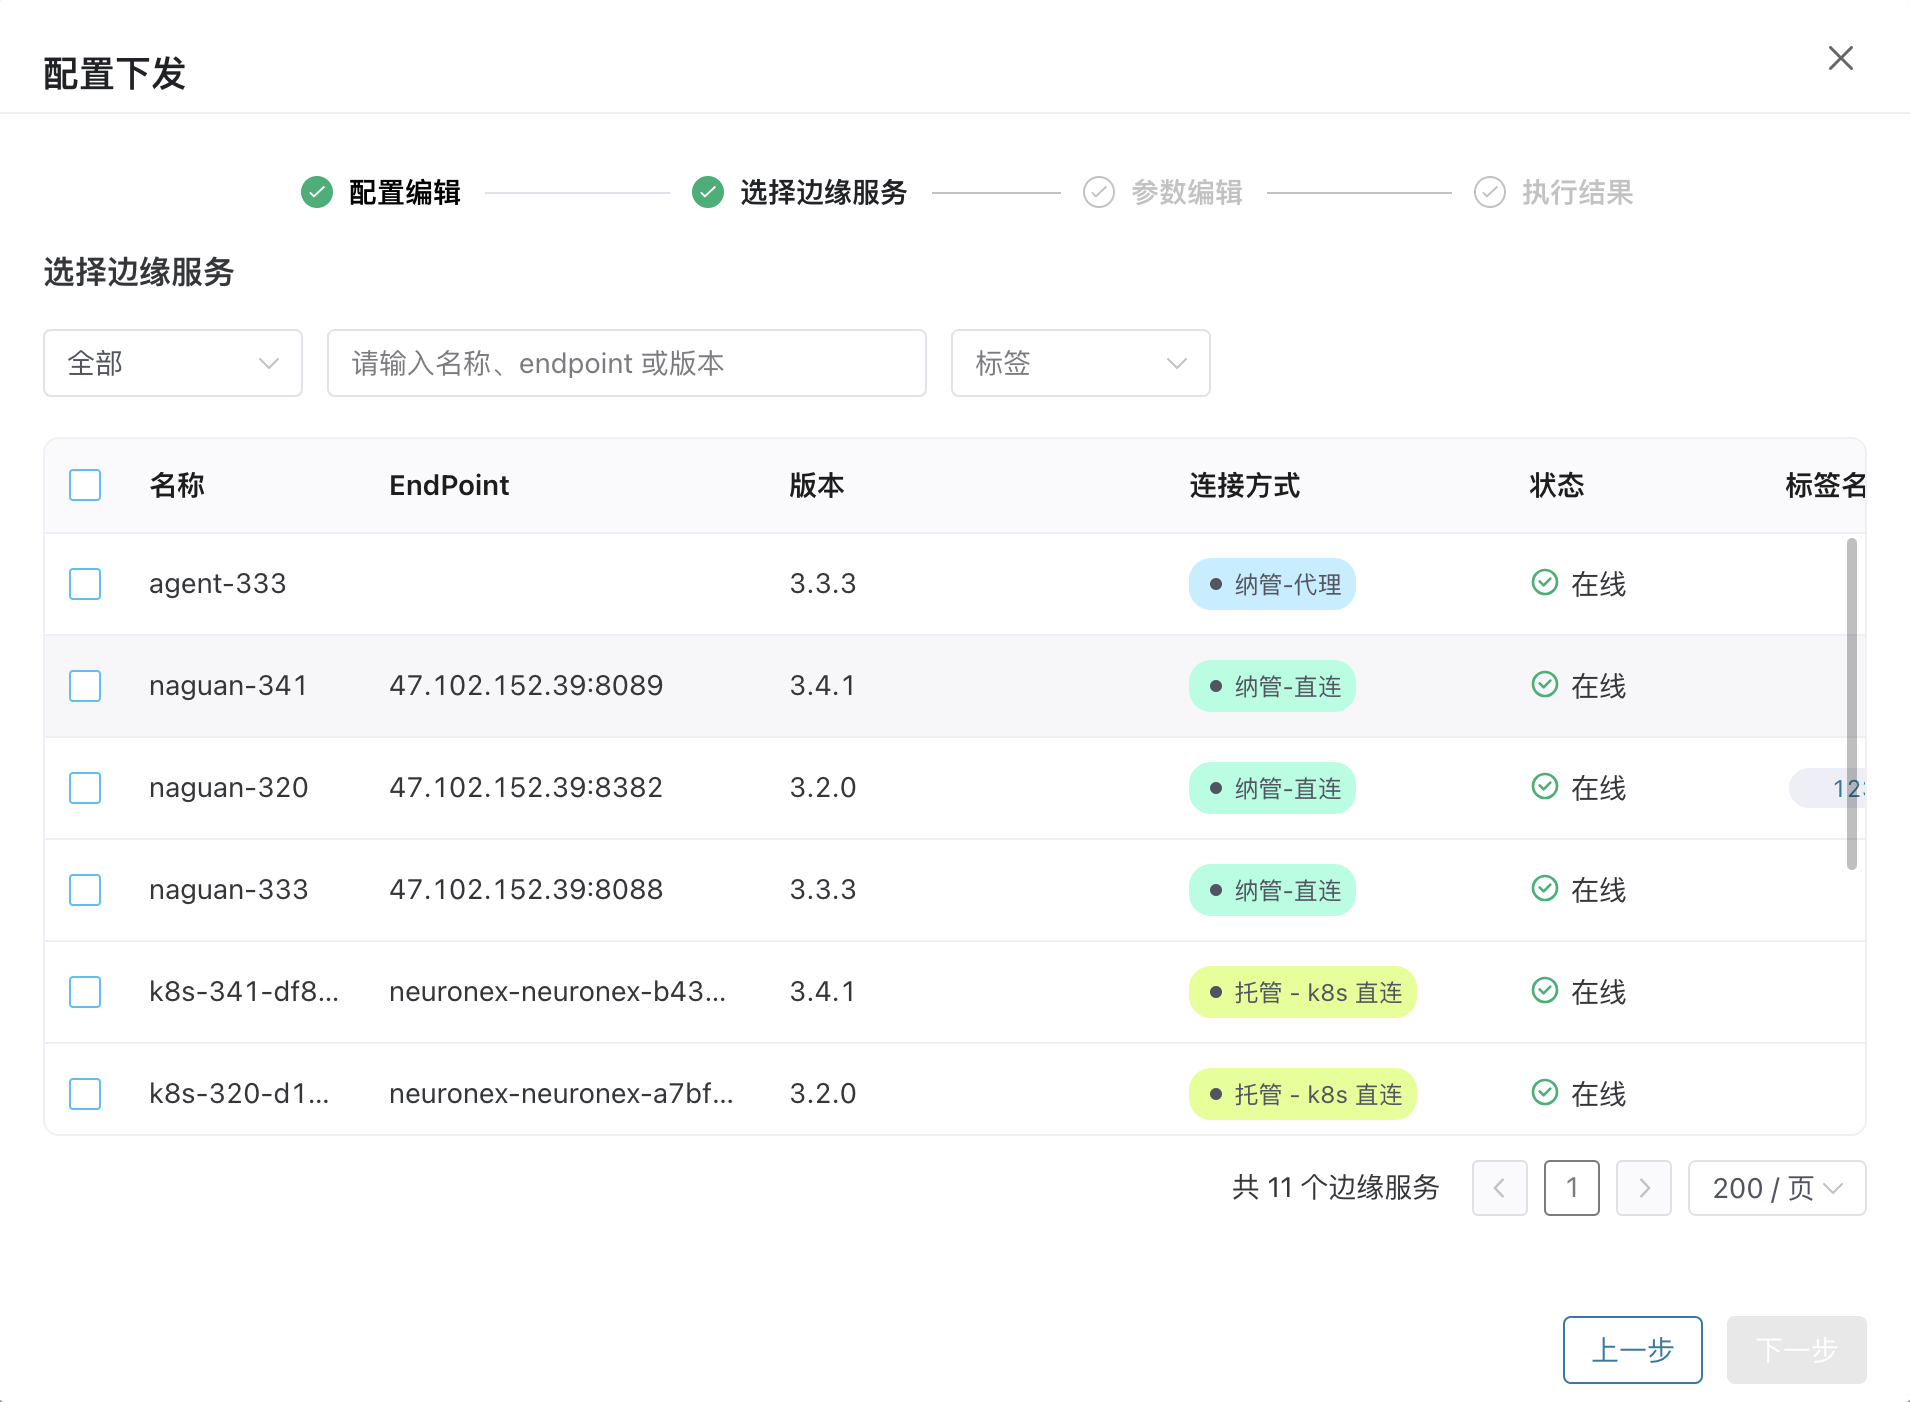 配置下发
配置编辑 选择边缘服务 参数编辑 执行结果
选择边缘服务
全部 请输入名称、endpoint 或版本 标签
名称 EndPoint 版本 连接方式 状态 标签名
agent-333 3.3.3 纳管-代理 在线
naguan-341 47.102.152.39:8089 3.4.1 纳管-直连 在线
naguan-320 47.102.152.39:8382 3.2.0 纳管-直连 在线
naguan-333 47.102.152.39:8088 3.3.3 纳管-直连 在线
k8s-341-df8... neuronex-neuronex-b43... 3.4.1 托管 - k8s 直连 在线
k8s-320-d1... neuronex-neuronex-a7bf... 3.2.0 托管 - k8s 直连 在线
共 11 个边缘服务 1 200 / 页
上一步 下一步